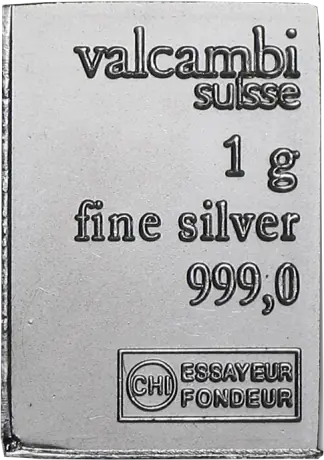 valcambi
suisse
1 g
fine silver
999,0
CHI ESSAYEUR
FONDEUR